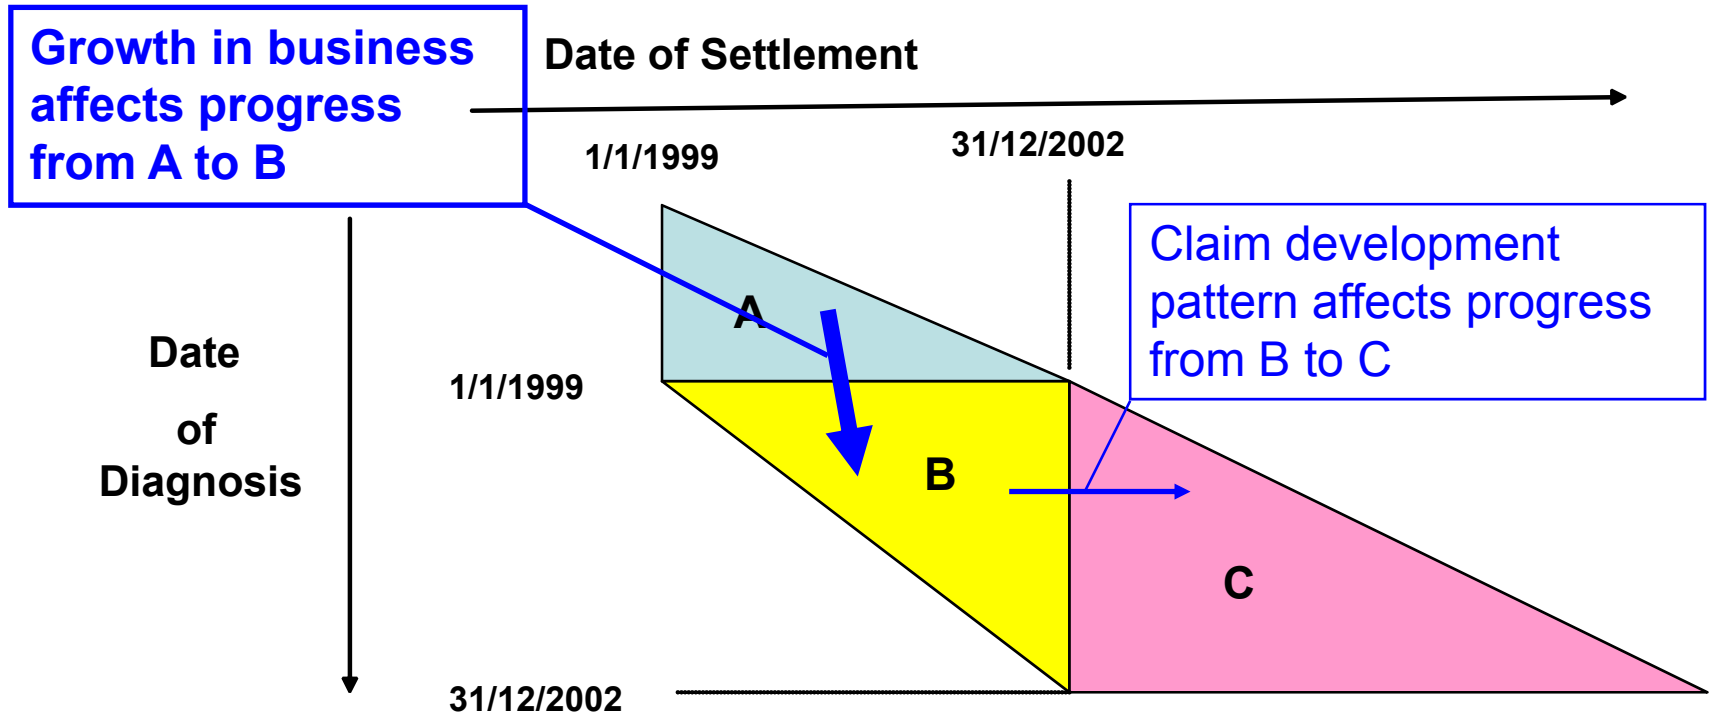 Growth in business
affects progress
from A to B
Date of Settlement
1/1/1999
31/12/2002
Claim development
pattern affects progress
from B to C
A
Date
of
Diagnosis
1/1/1999
B
C
31/12/2002